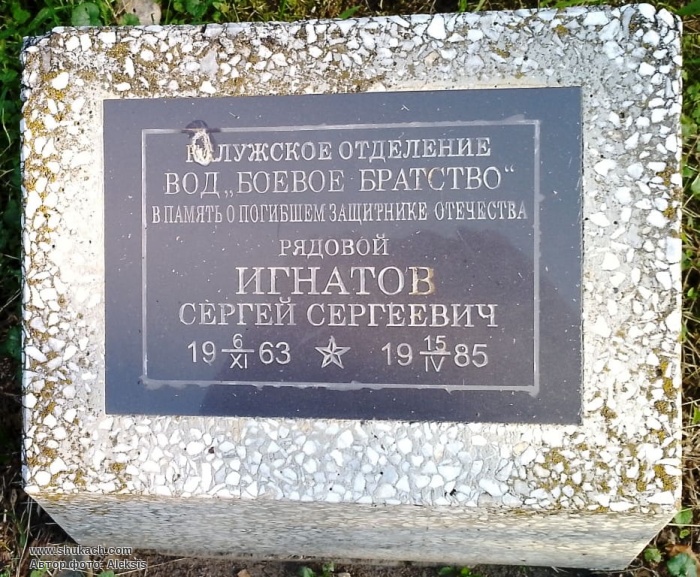 КАЛУЖСКОЕ ОТДЕЛЕНИЕ
ВОД „БОЕВОЕ БРАТСТВО“
В ПАМЯТЬ О ПОГИБШЕМ ЗАЩИТНИКЕ ОТЕЧЕСТВА
РЯДОВОЙ
ИГНАТОВ
СЕРГЕЙ СЕРГЕЕВИЧ
19 6/XI 63 19 15/IV 85
www.shukach.com
Автор фото: Aleksis